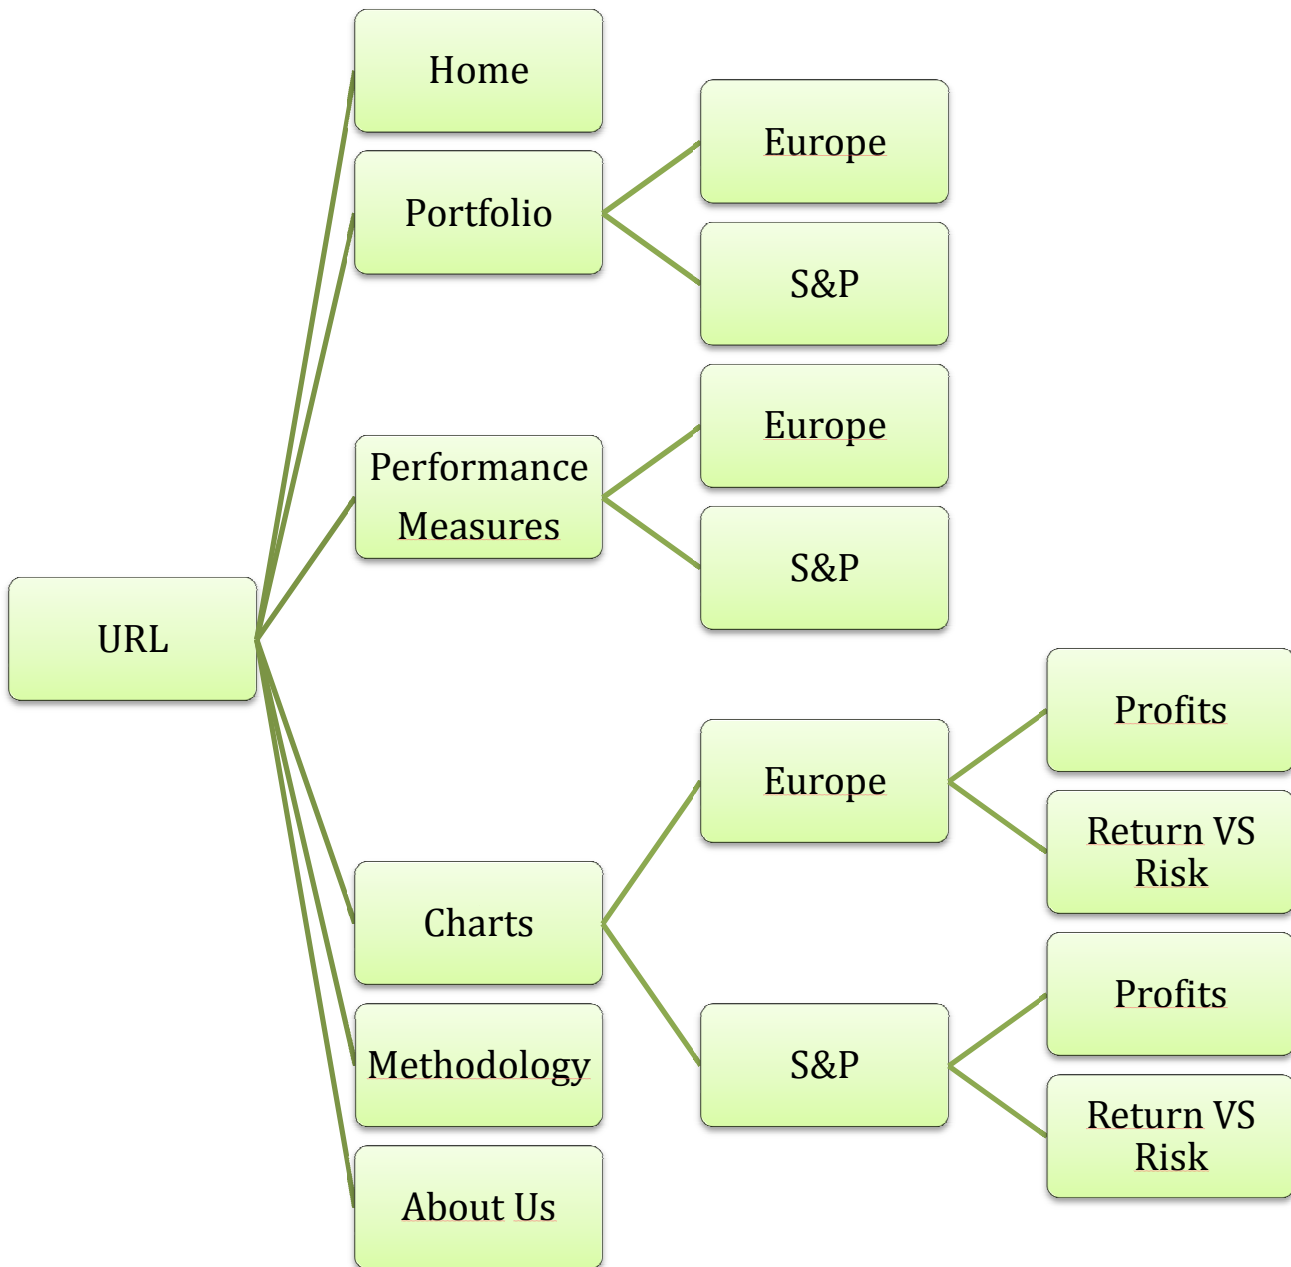 Home
Europe
Portfolio
S&P
Europe
Performance
Measures
S&P
URL
Profits
Europe
Return VS
Risk
Charts
Profits
S&P
Methodology
Return VS
Risk
About Us